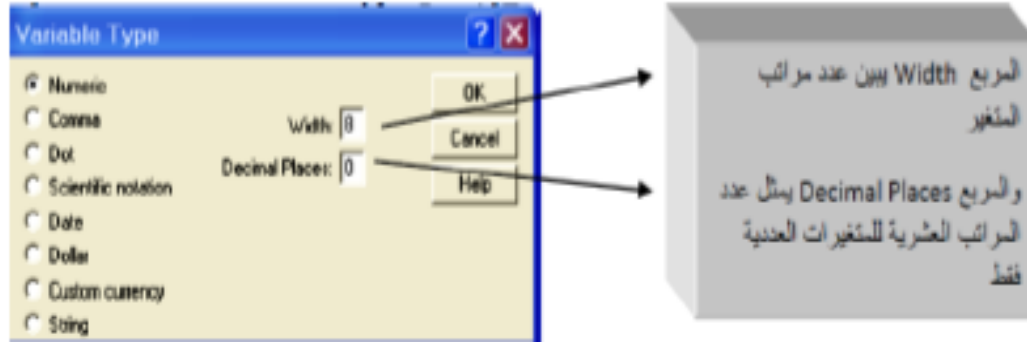 Variable Type
Numeric
Comma
Dot
Scientific notation
Date
Dollar
Custom currency
String
Width: 8
Decimal Places: 0
OK
Cancel
Help
المربع Width يبين عدد مراتب
المتغير
والمربع Decimal Places يمثل عدد
المراتب العشرية للمتغيرات العددية
فقط